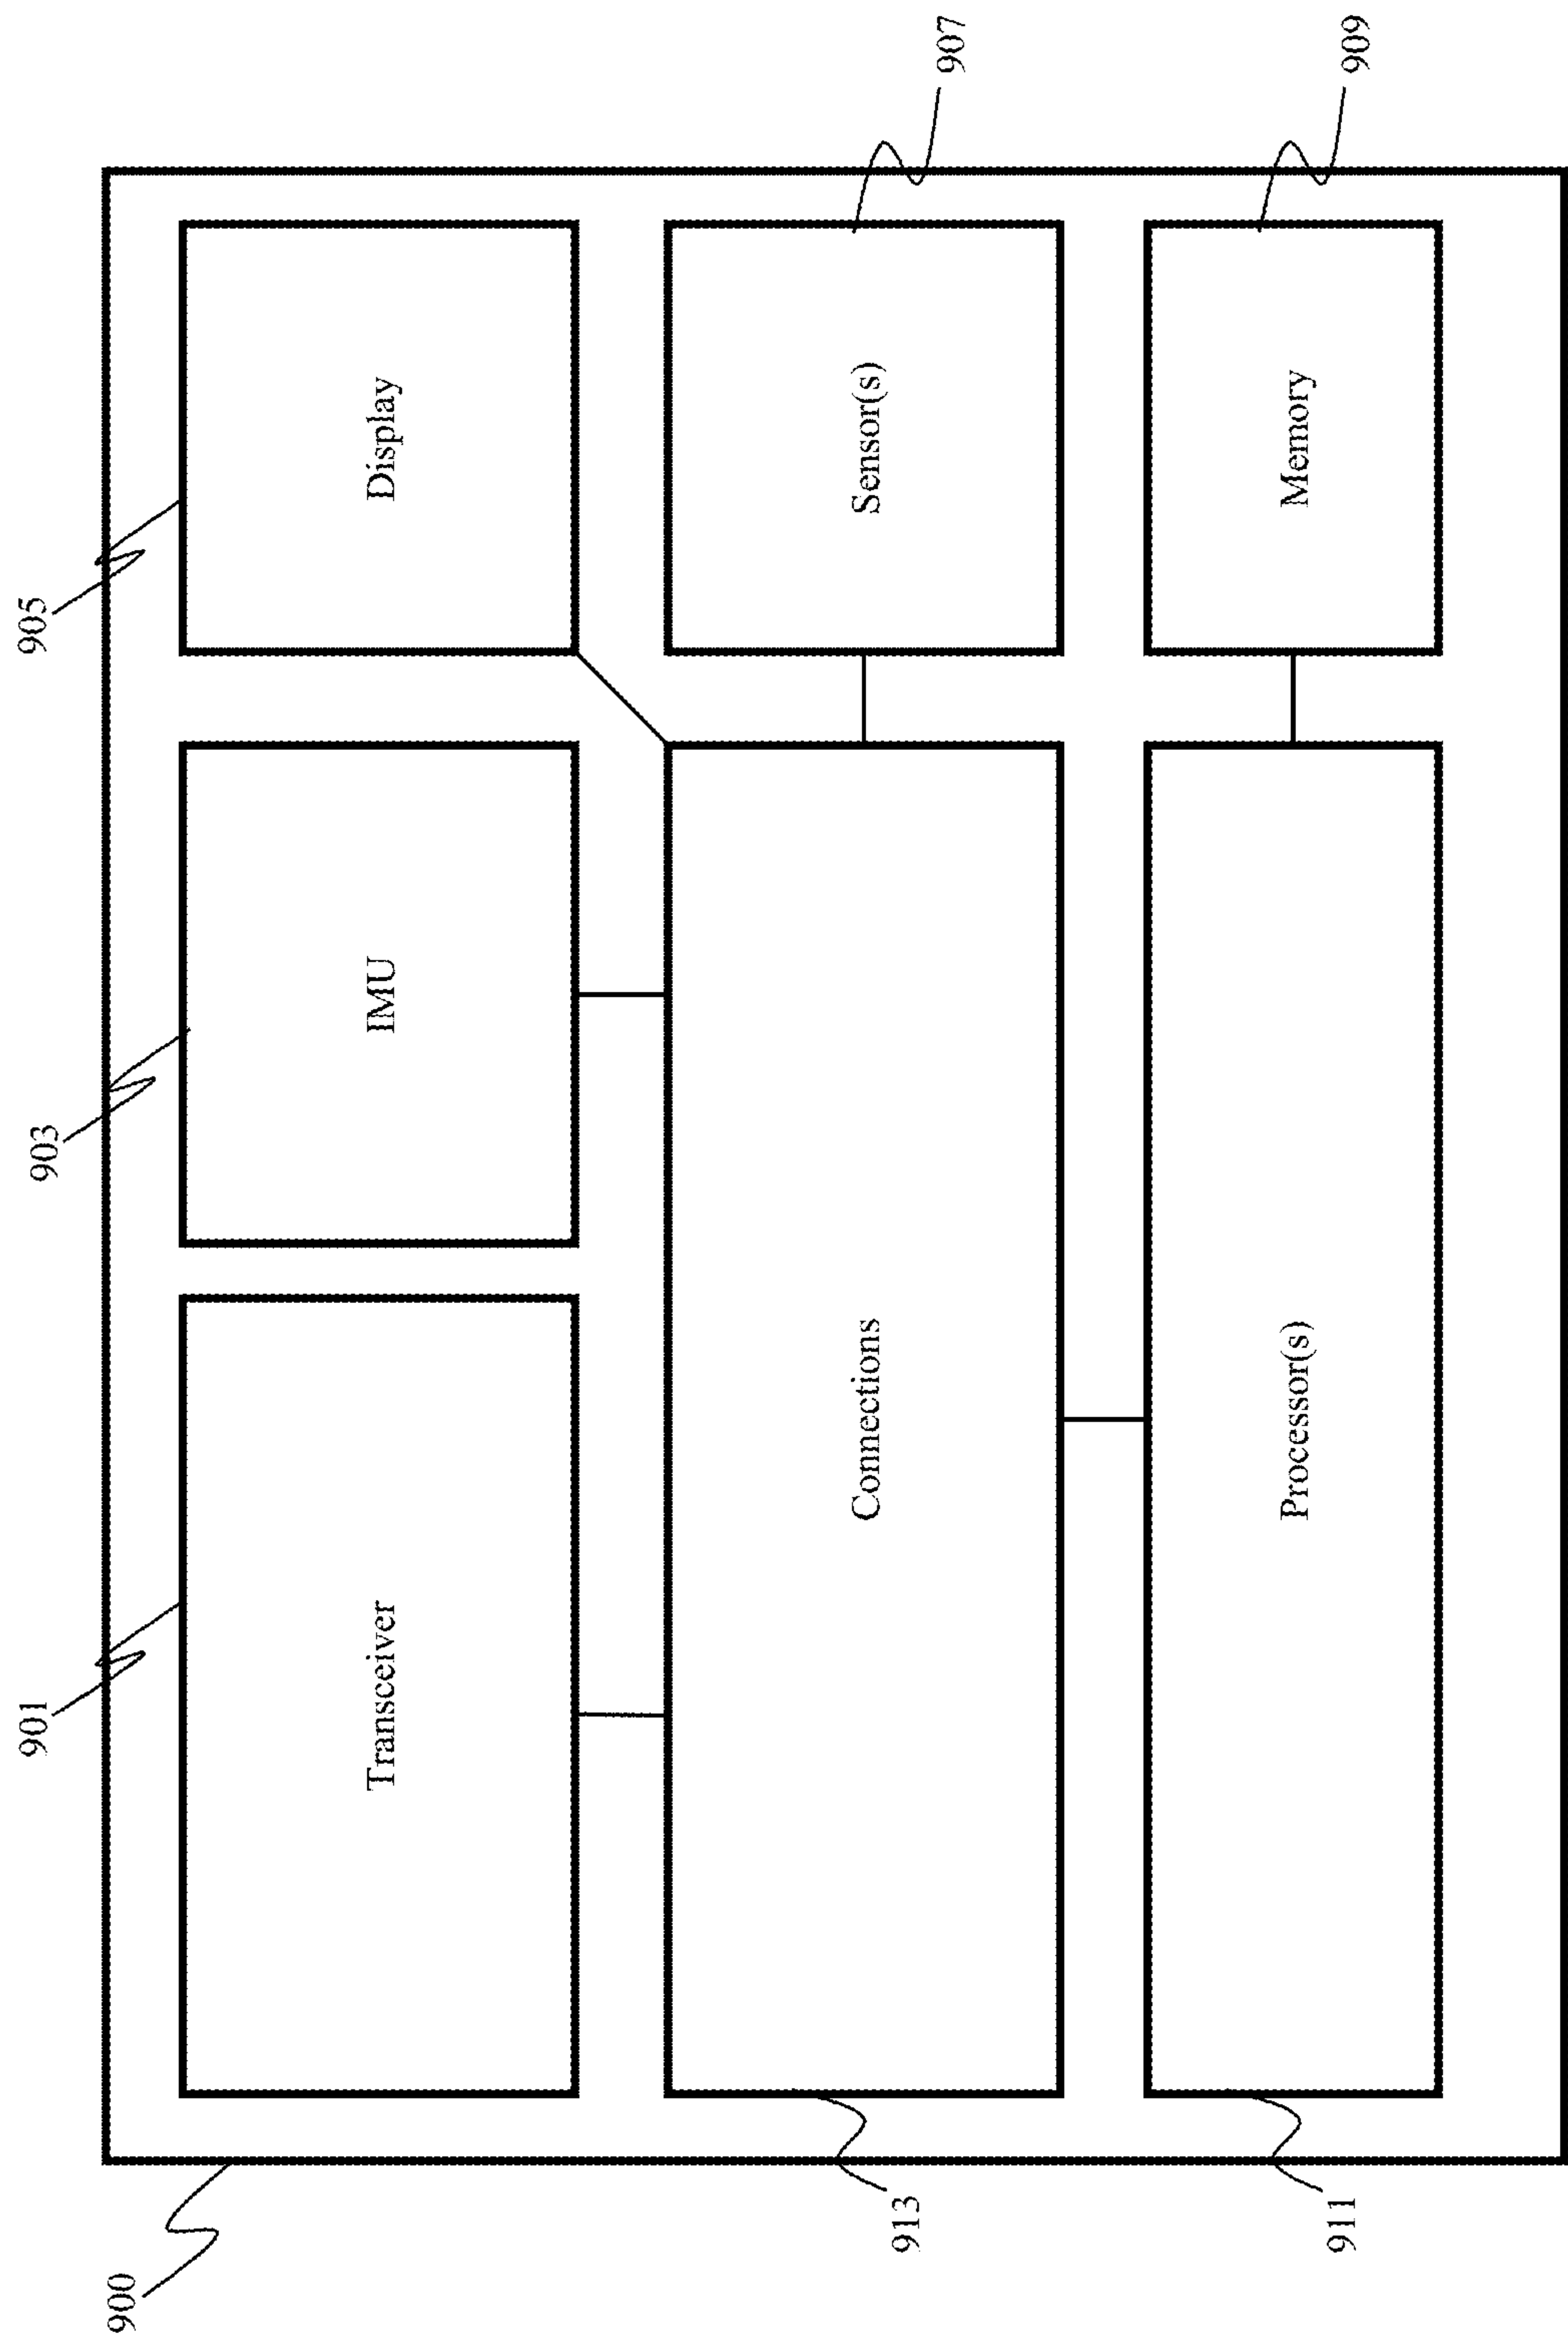 900
901
903
905
Transceiver
IMU
Display
Connections
Sensor(s)
907
913
Processor(s)
Memory
909
911